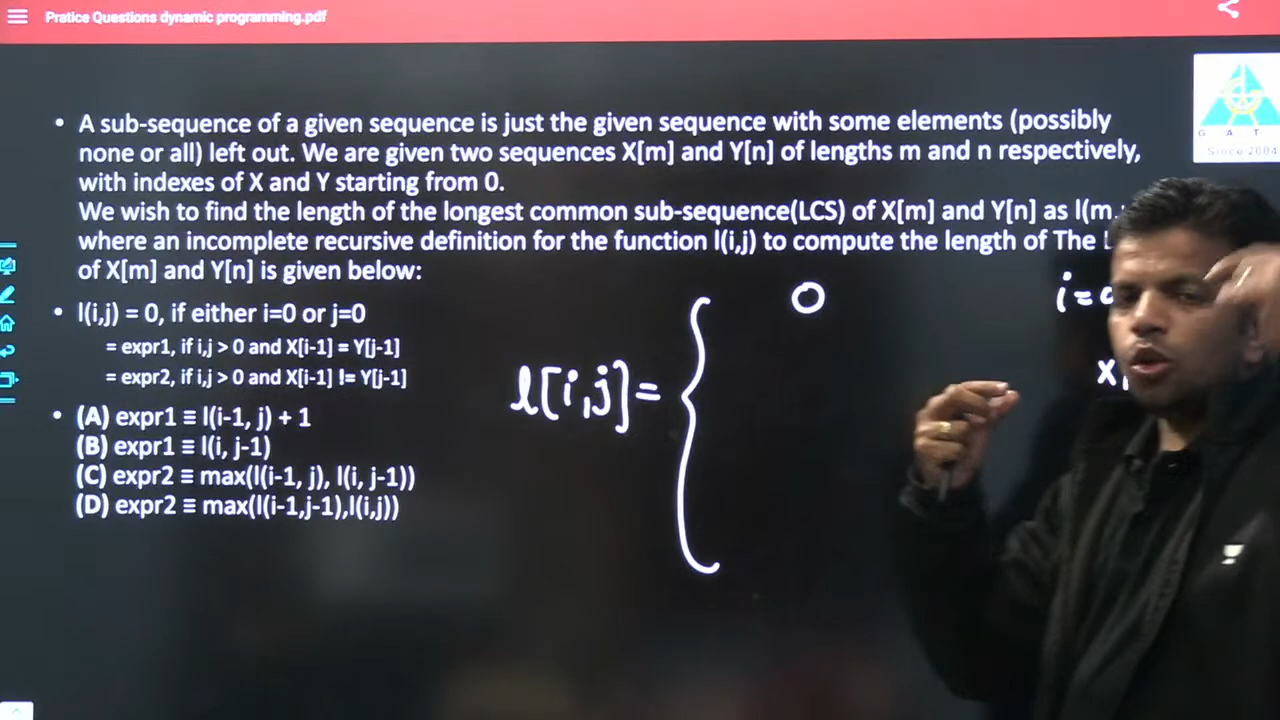 Pratice Questions dynamic programming.pdf
• A sub-sequence of a given sequence is just the given sequence with some elements (possibly
none or all) left out. We are given two sequences X[m] and Y[n] of lengths m and n respectively,
with indexes of X and Y starting from 0.
We wish to find the length of the longest common sub-sequence(LCS) of X[m] and Y[n] as l(m,
where an incomplete recursive definition for the function l(i,j) to compute the length of The
of X[m] and Y[n] is given below:
• l(i,j) = 0, if either i=0 or j=0
= expr1, if i,j > 0 and X[i-1] = Y[j-1]
= expr2, if i,j > 0 and X[i-1] != Y[j-1]
• (A) expr1 ≡ l(i-1, j) + 1
(B) expr1 ≡ l(i, j-1)
(C) expr2 ≡ max(l(i-1, j), l(i, j-1))
(D) expr2 ≡ max(l(i-1,j-1),l(i,j))
l[i,j] = {
0
i =
X
G A T
Since 2004